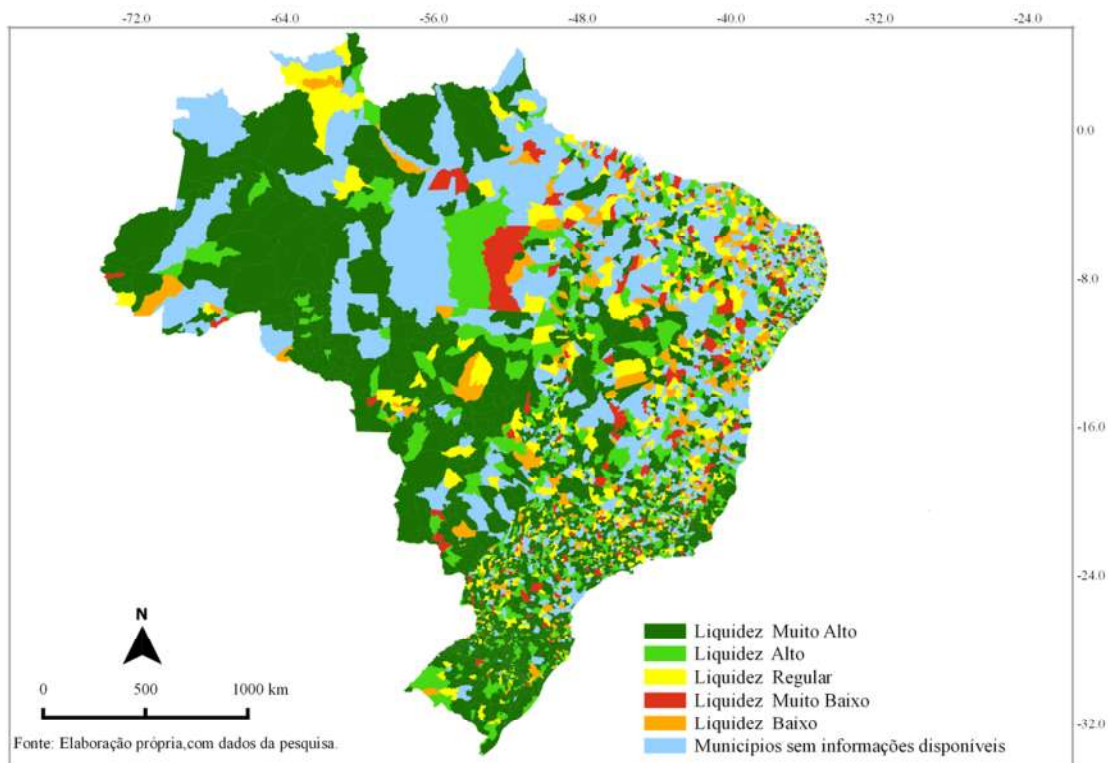 -72.0 -64.0 -56.0 -48.0 -40.0 -32.0 -24.0
0.0
-8.0
-16.0
-24.0
-32.0
N
0 500 1000 km
Liquidez Muito Alto
Liquidez Alto
Liquidez Regular
Liquidez Muito Baixo
Liquidez Baixo
Municípios sem informações disponíveis
Fonte: Elaboração própria,com dados da pesquisa.